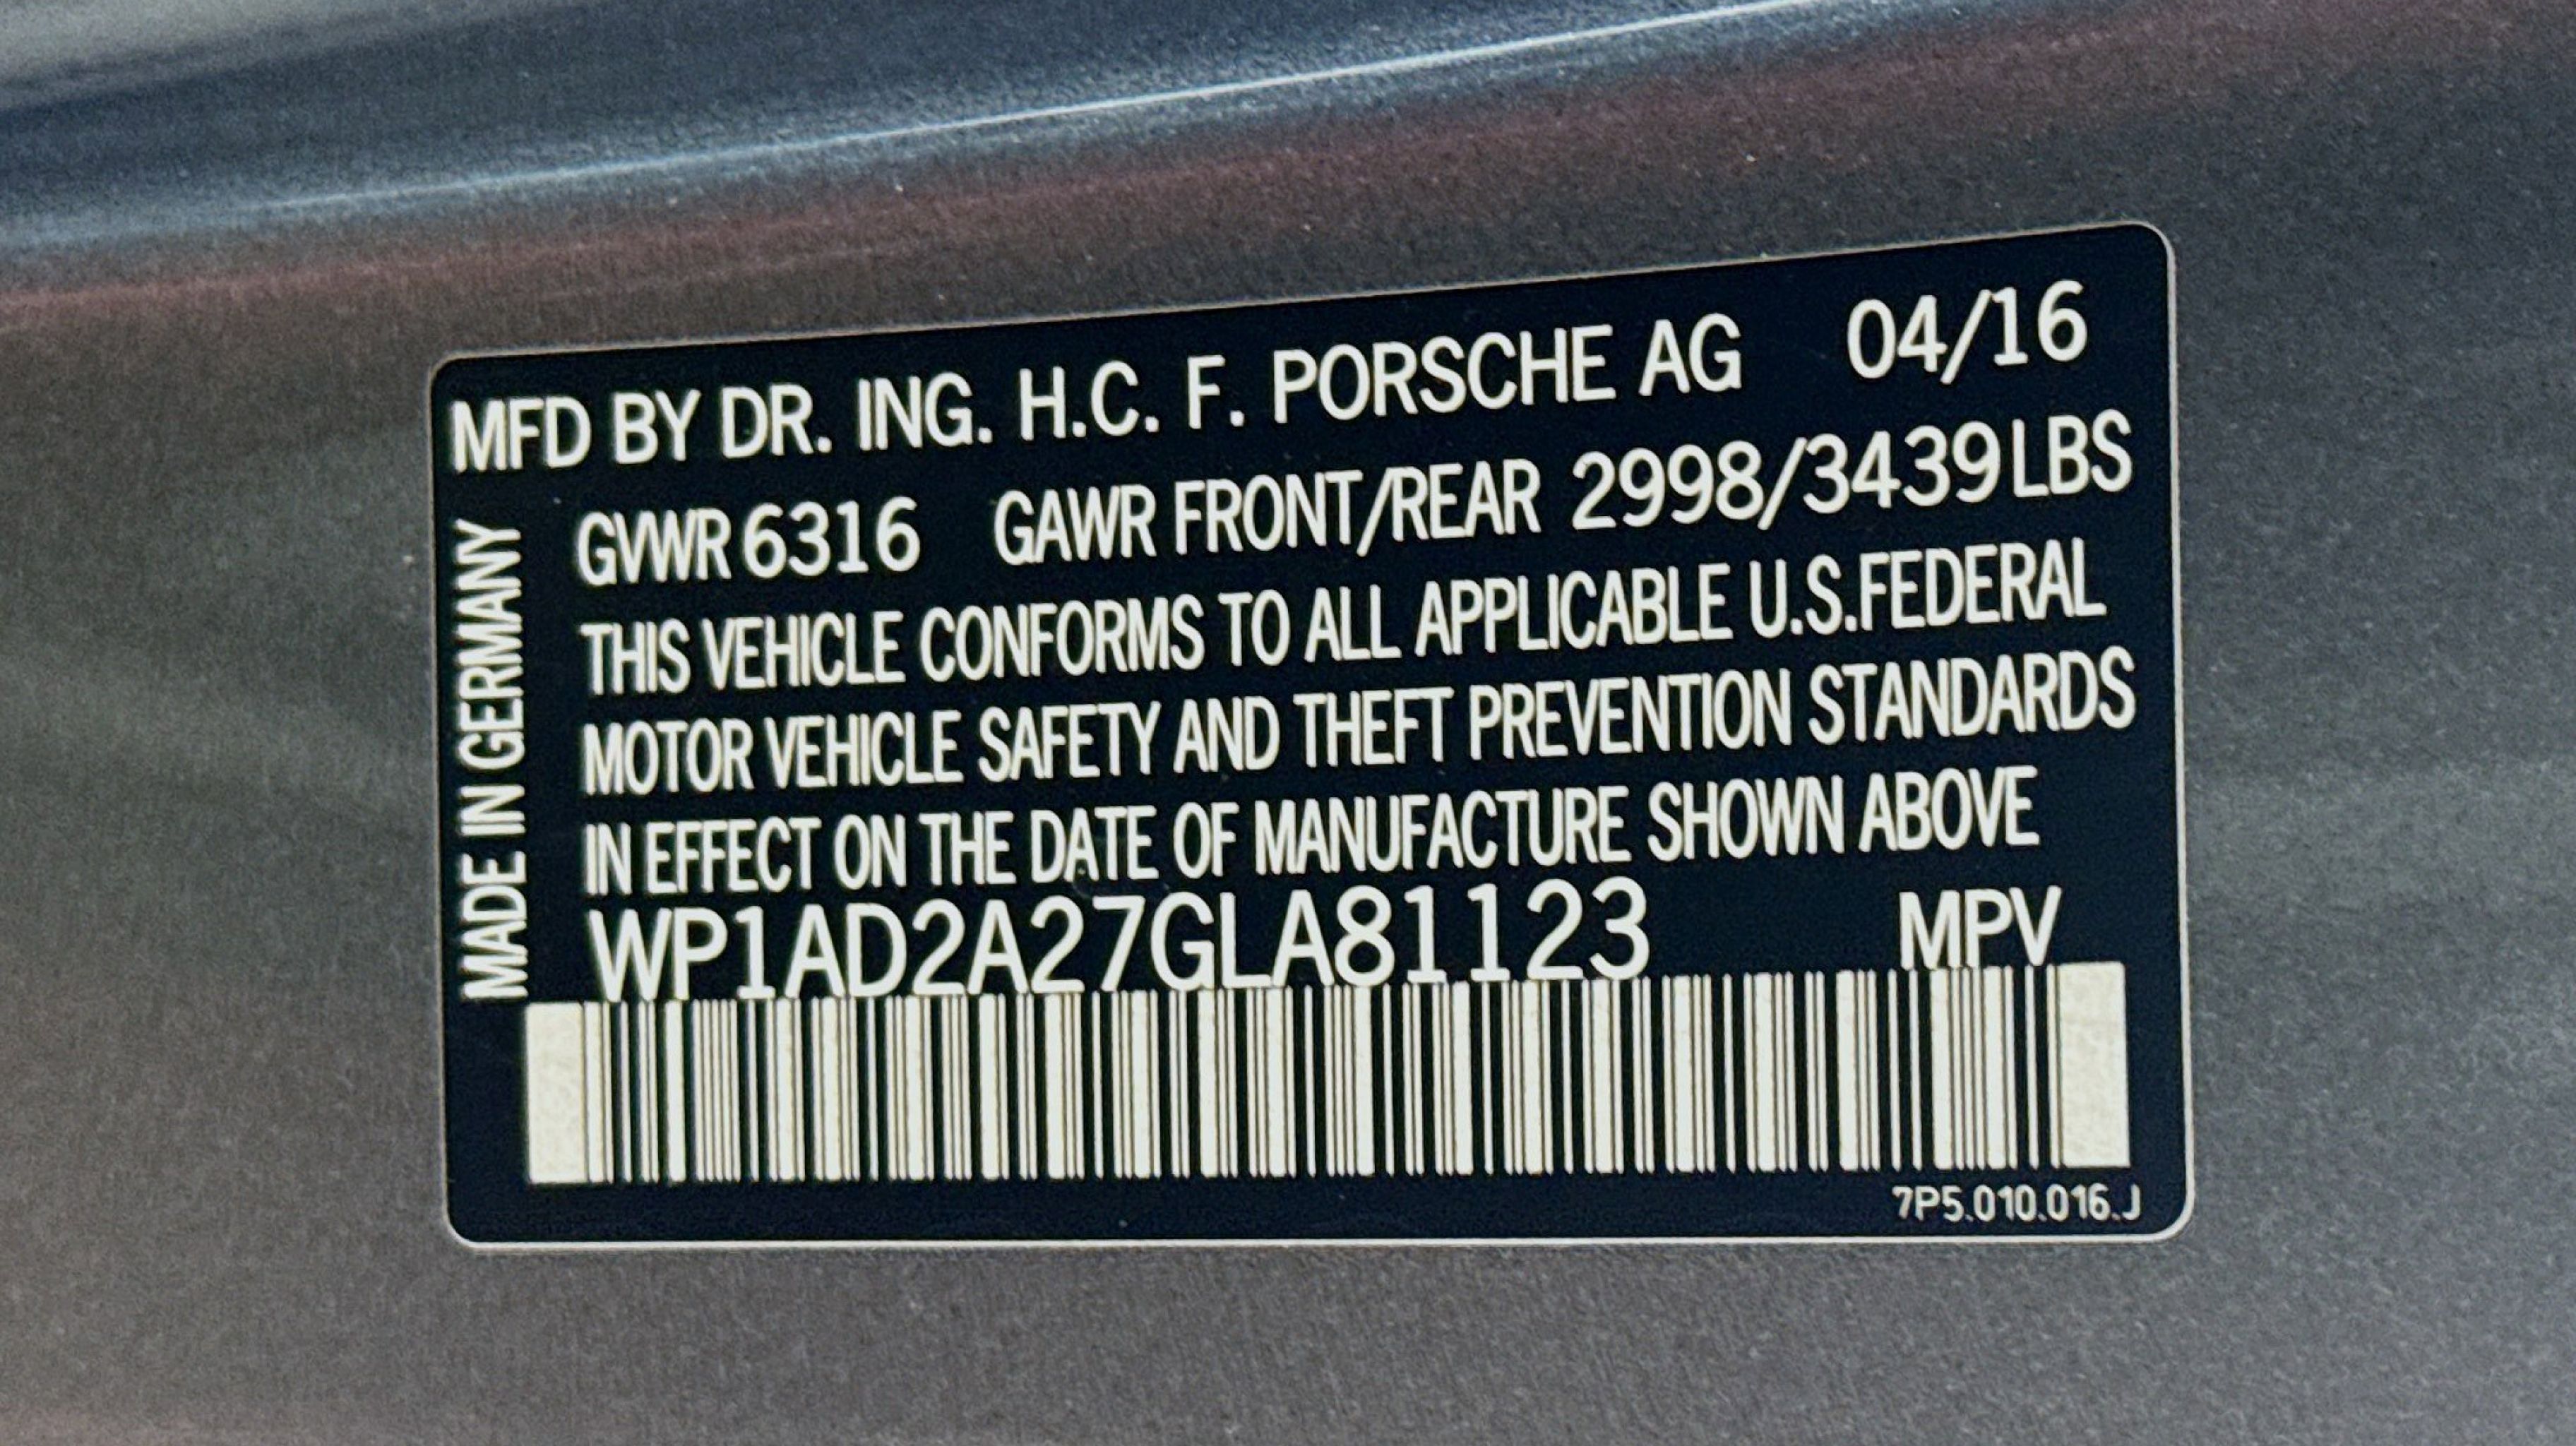 MFD BY DR. ING. H.C. F. PORSCHE AG 04/16
GVWR 6316 GAWR FRONT/REAR 2998/3439 LBS
THIS VEHICLE CONFORMS TO ALL APPLICABLE U.S.FEDERAL
MOTOR VEHICLE SAFETY AND THEFT PREVENTION STANDARDS
IN EFFECT ON THE DATE OF MANUFACTURE SHOWN ABOVE
WP1AD2A27GLA81123 MPV
7P5.010.016.J
MADE IN GERMANY